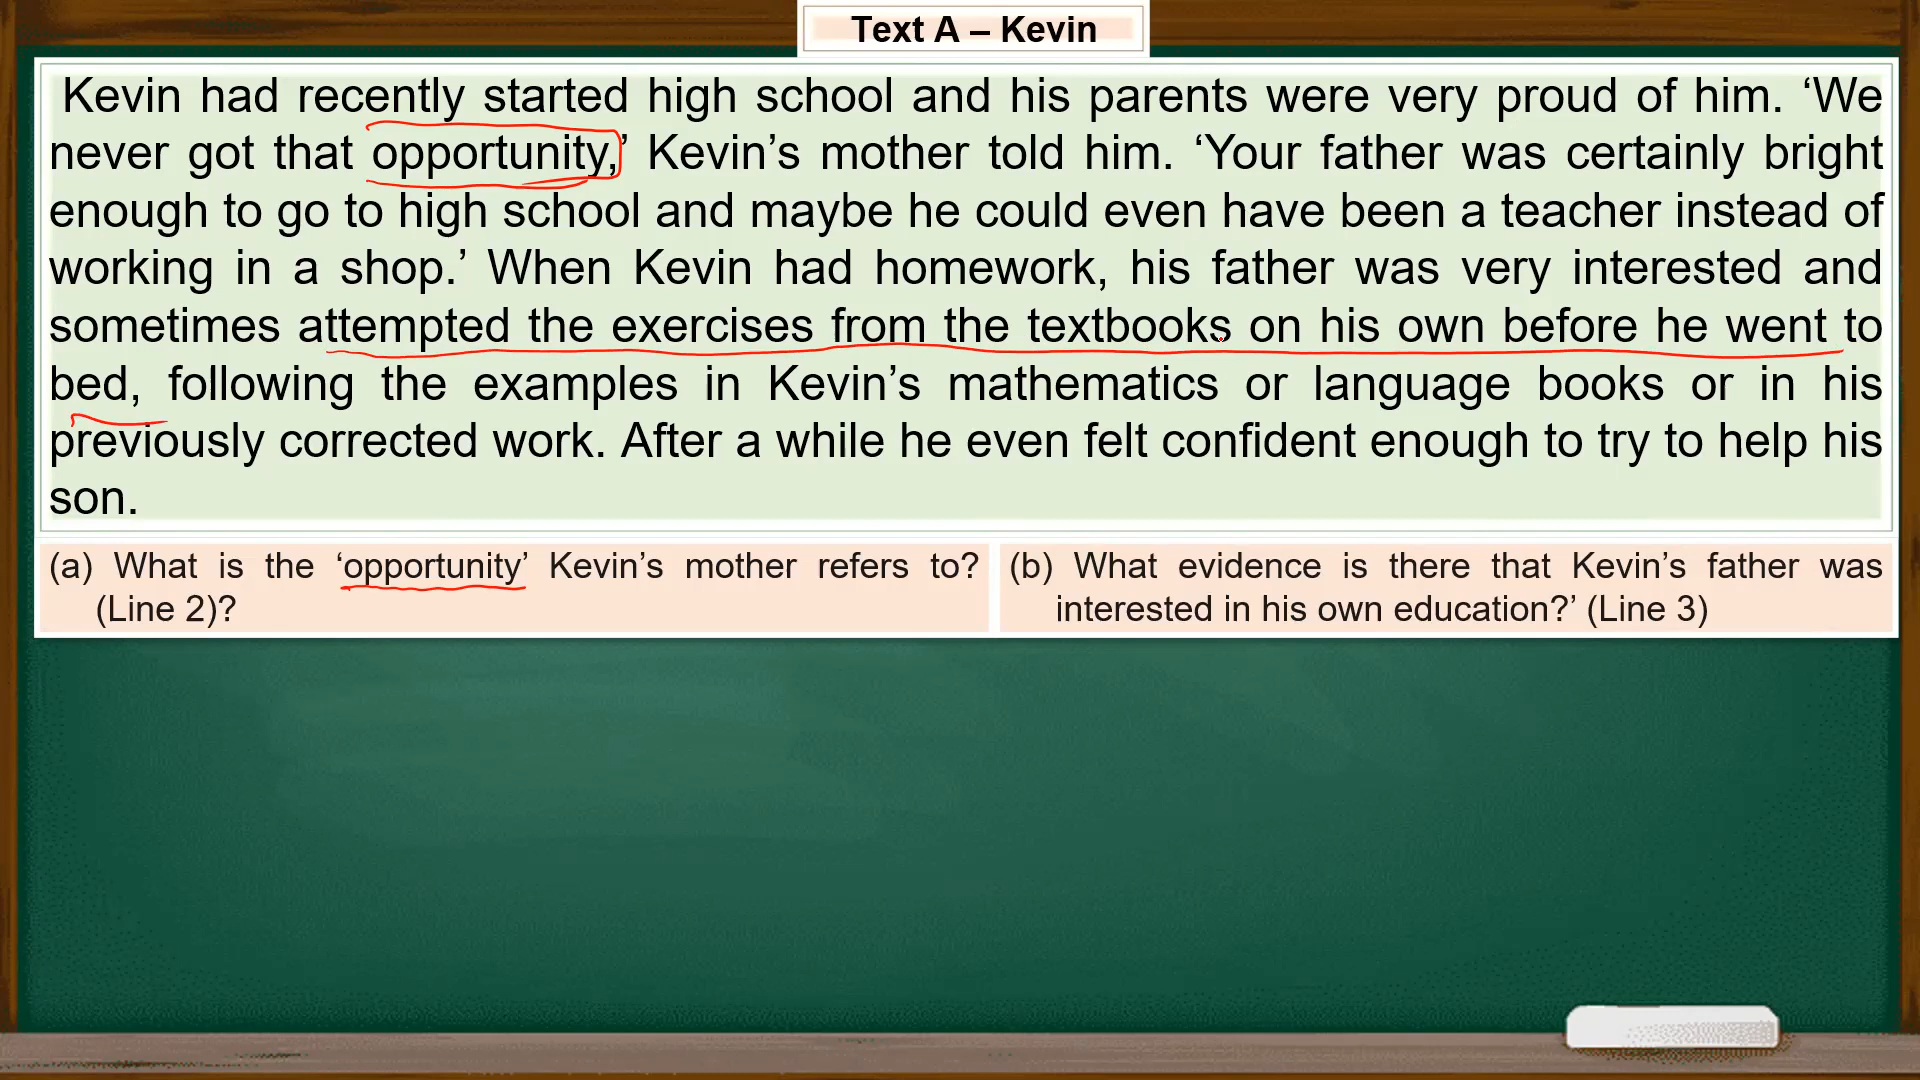 Text A – Kevin
Kevin had recently started high school and his parents were very proud of him. ‘We
never got that opportunity,’ Kevin’s mother told him. ‘Your father was certainly bright
enough to go to high school and maybe he could even have been a teacher instead of
working in a shop.’ When Kevin had homework, his father was very interested and
sometimes attempted the exercises from the textbooks on his own before he went to
bed, following the examples in Kevin’s mathematics or language books or in his
previously corrected work. After a while he even felt confident enough to try to help his
son.
(a) What is the ‘opportunity’ Kevin’s mother refers to?
(Line 2)?
(b) What evidence is there that Kevin’s father was
interested in his own education?’ (Line 3)